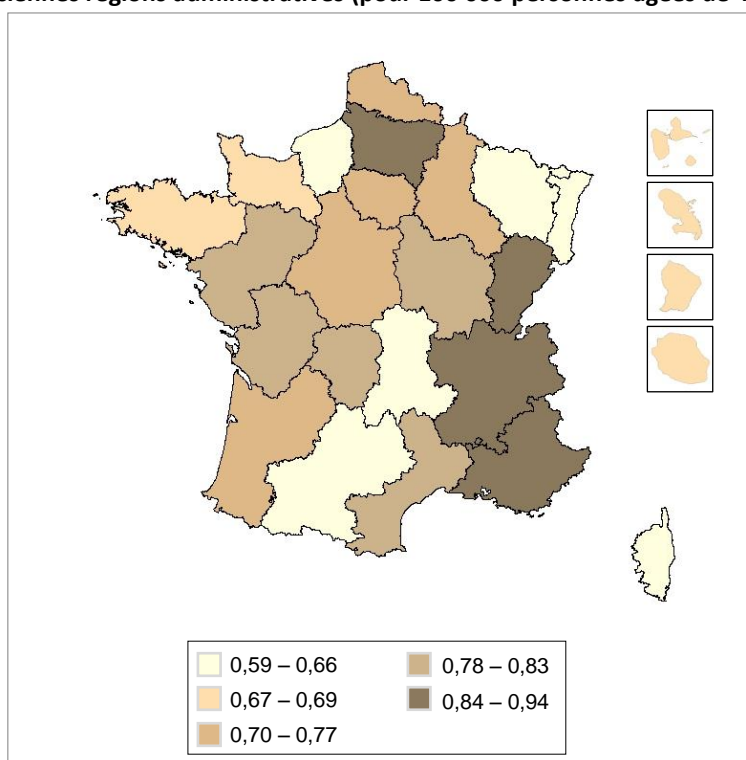 régions administratives (pour 100 000 personnes âgées de
0,59 – 0,66
0,67 – 0,69
0,70 – 0,77
0,78 – 0,83
0,84 – 0,94